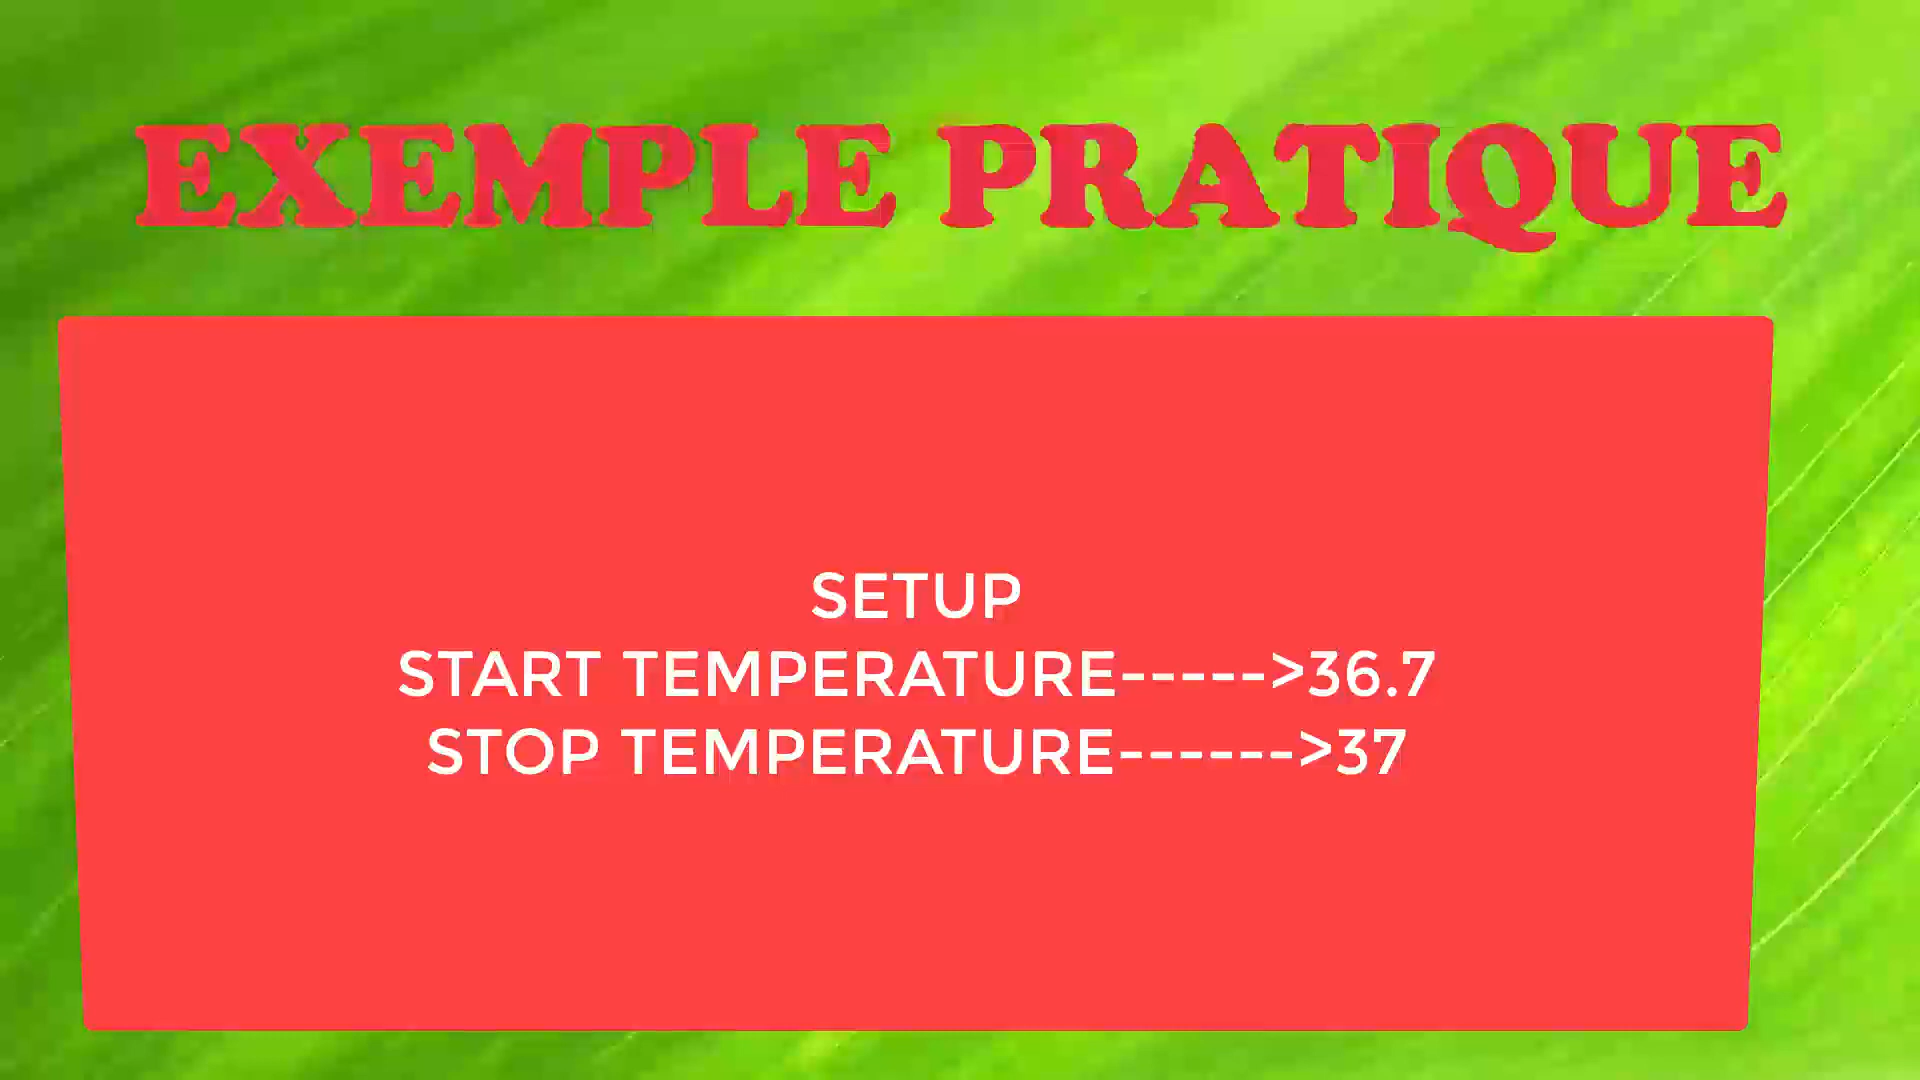 EXEMPLE PRATIQUE
SETUP
START TEMPERATURE----->36.7
STOP TEMPERATURE------>37